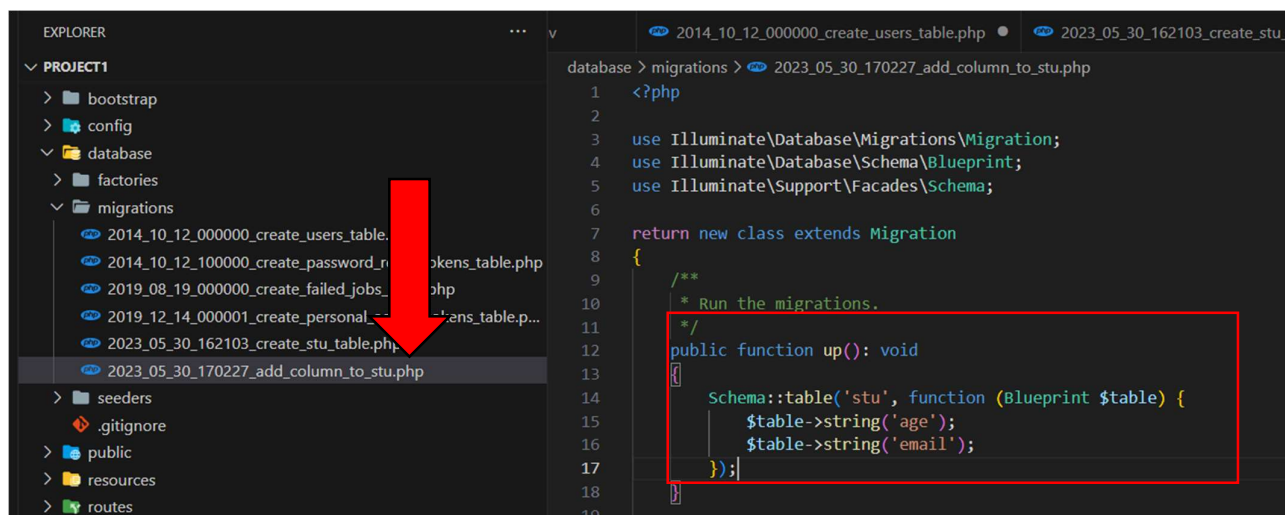 EXPLORER
PROJECT1
bootstrap
config
database
factories
migrations
2014_10_12_000000_create_users_table.
2014_10_12_100000_create_password_r okens_table.php
2019_08_19_000000_create_failed_jobs_ php
2019_12_14_000001_create_personal_ ens_table.p...
2023_05_30_162103_create_stu_table.php
2023_05_30_170227_add_column_to_stu.php
seeders
.gitignore
public
resources
routes
v
2014_10_12_000000_create_users_table.php
2023_05_30_162103_create_stu_
database > migrations > 2023_05_30_170227_add_column_to_stu.php
1 <?php
2
3 use Illuminate\Database\Migrations\Migration;
4 use Illuminate\Database\Schema\Blueprint;
5 use Illuminate\Support\Facades\Schema;
6
7 return new class extends Migration
8 {
9 /**
10 * Run the migrations.
11 */
12 public function up(): void
13 {
14 Schema::table('stu', function (Blueprint $table) {
15 $table->string('age');
16 $table->string('email');
17 });
18 }